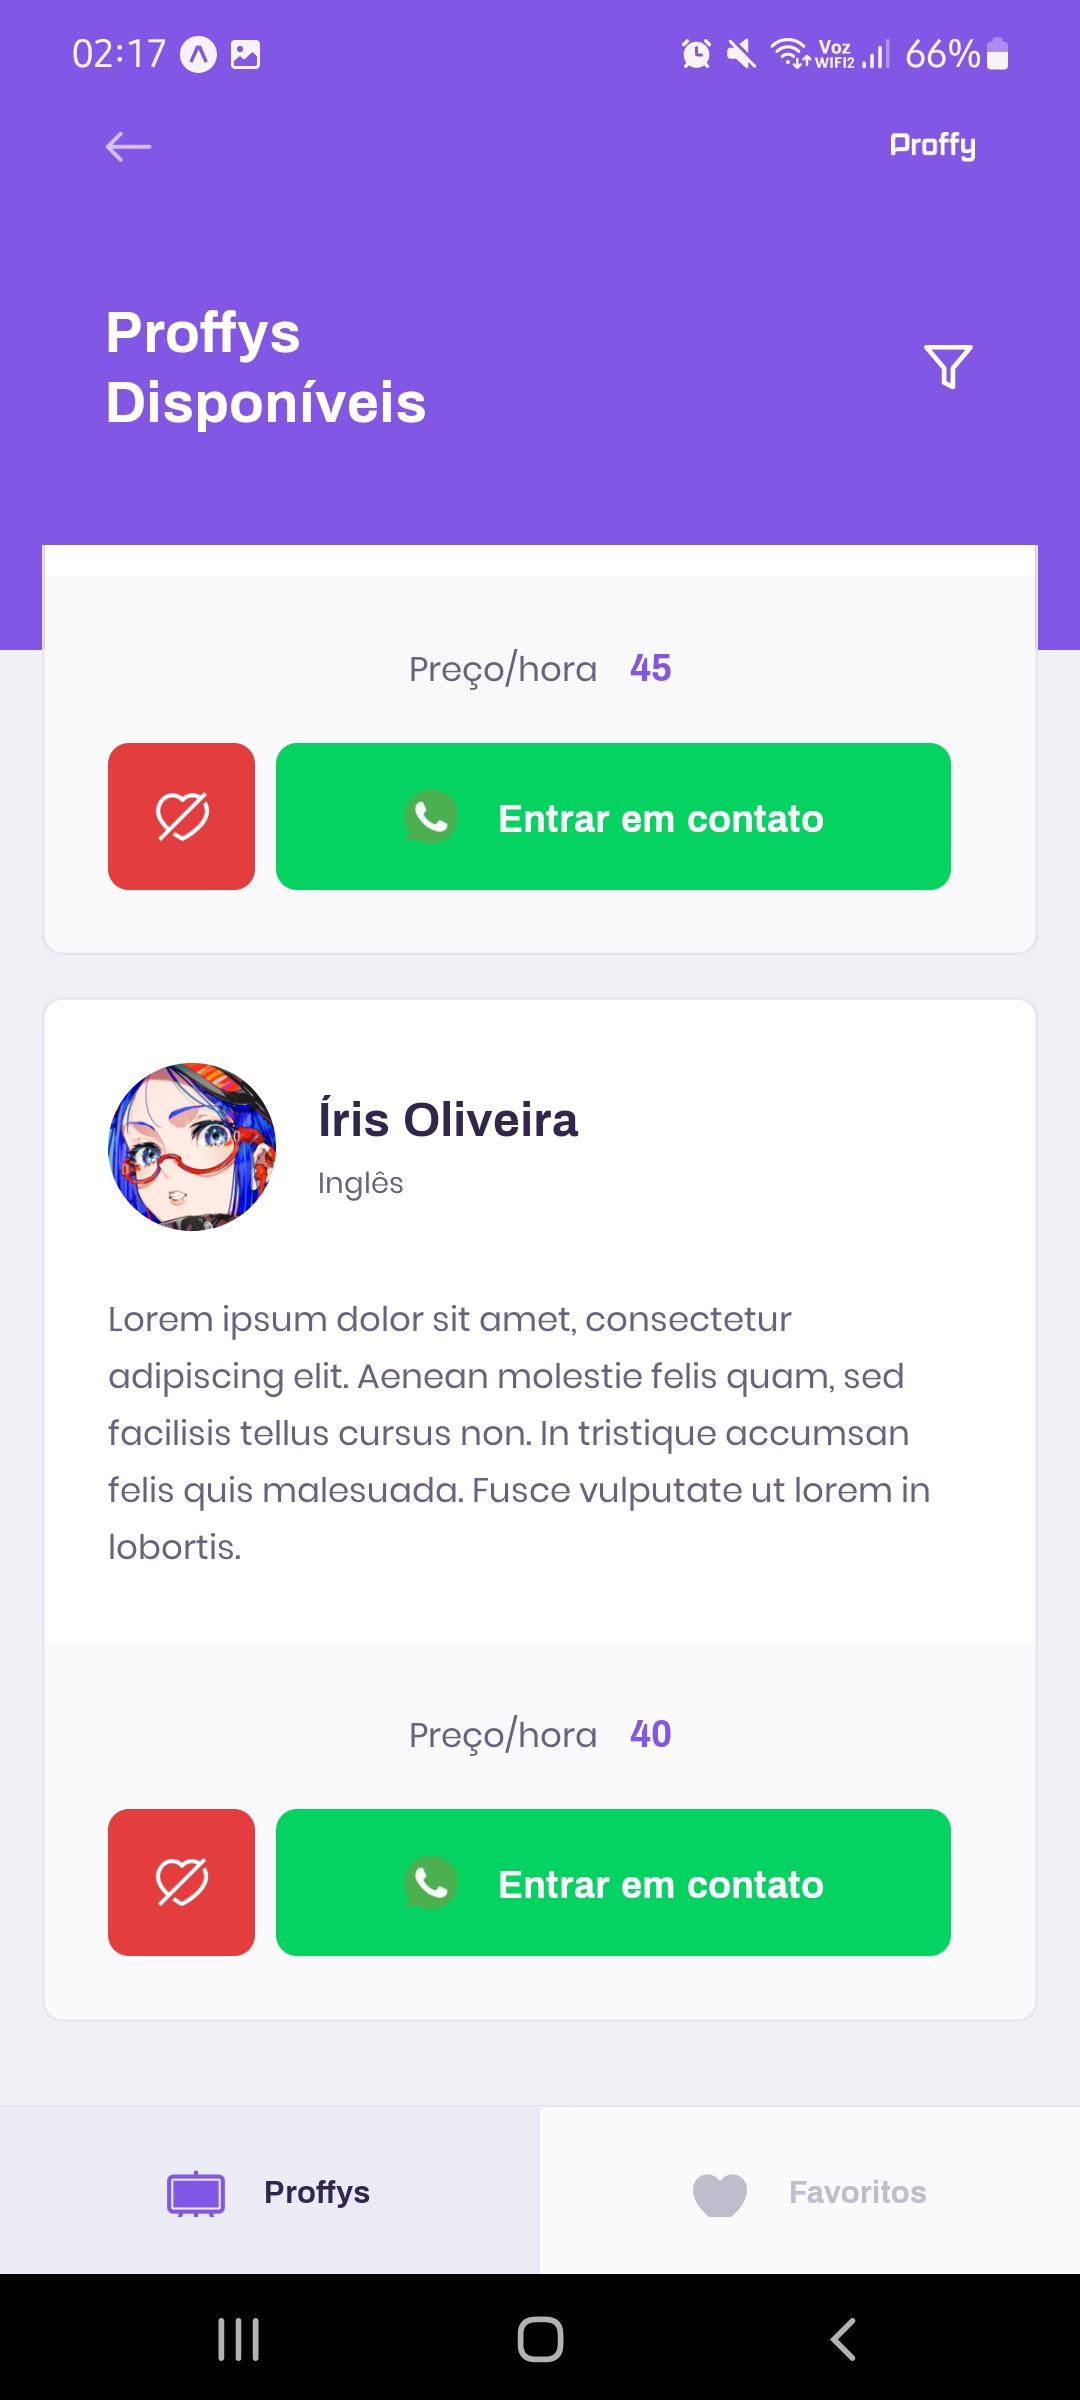 02:17
Voz
WIFI2
66%
Proffy
Proffys
Disponíveis
Preço/hora 45
Entrar em contato
Íris Oliveira
Inglês
Lorem ipsum dolor sit amet, consectetur
adipiscing elit. Aenean molestie felis quam, sed
facilisis tellus cursus non. In tristique accumsan
felis quis malesuada. Fusce vulputate ut lorem in
lobortis.
Preço/hora 40
Entrar em contato
Proffys
Favoritos